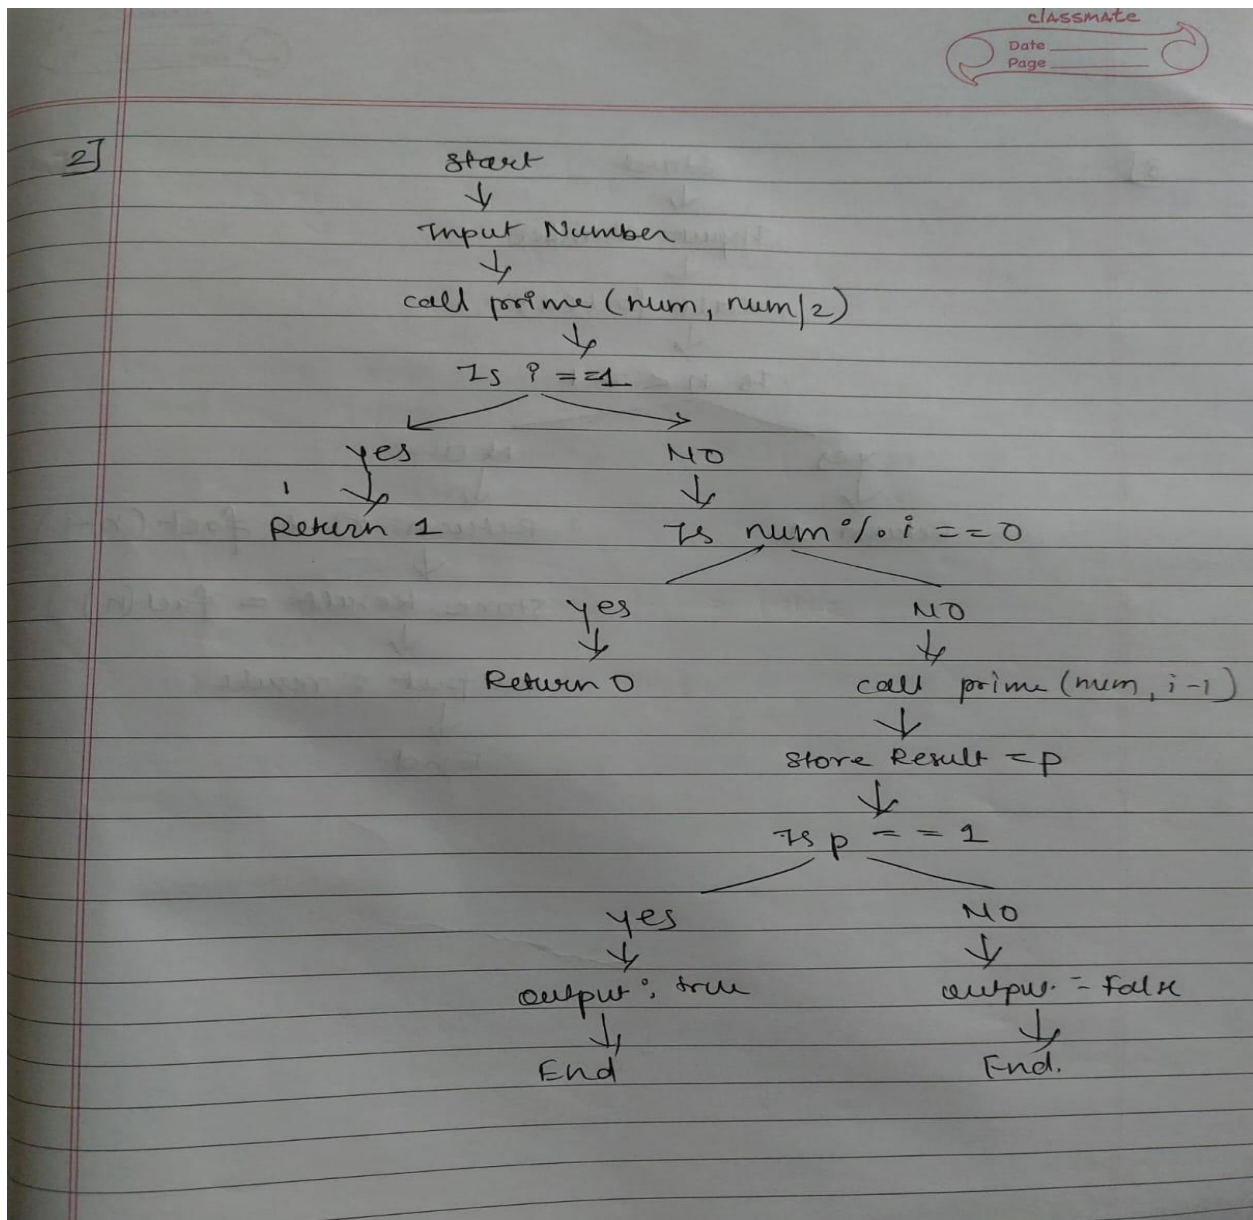 classmate
Date
Page
2]
Start
Input Number
call prime (num, num/2)
Is i == 1
yes NO
Return 1 Is num % i == 0
yes NO
Return 0 call prime (num, i-1)
Store Result = p
Is p == 1
yes NO
output : true output = False
End End.